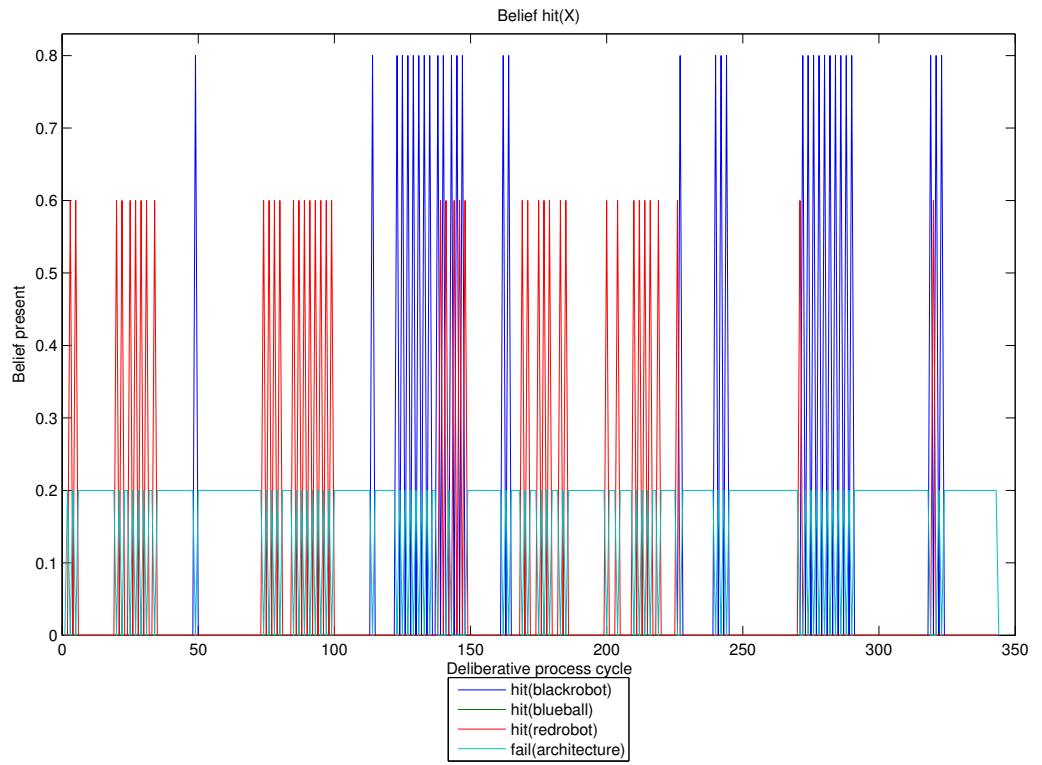 Belief hit(X)
0.8
0.7
0.6
0.5
0.4
0.3
0.2
0.1
0
Belief present
0 50 100 150 200 250 300 350
Deliberative process cycle
hit(blackrobot)
hit(blueball)
hit(redrobot)
fail(architecture)